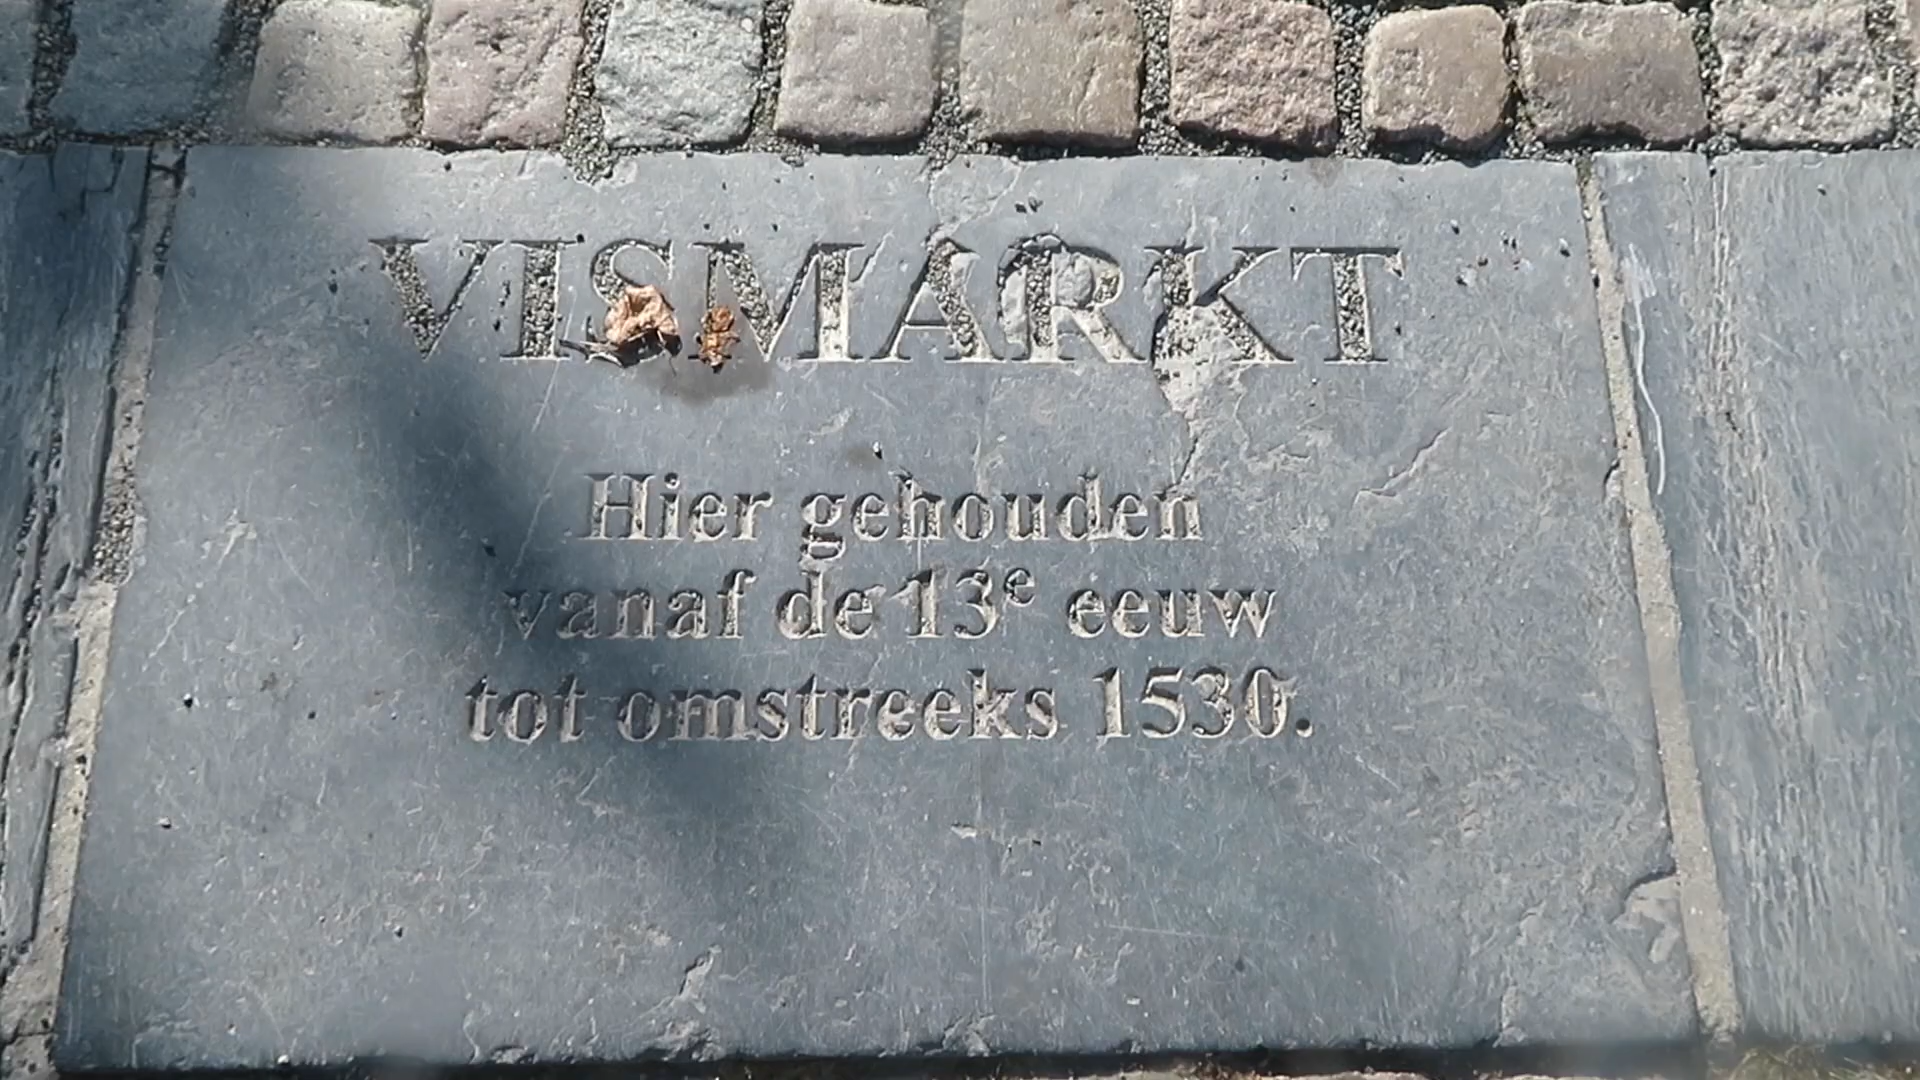 VISMARKT
Hier gehouden
vanaf de 13e eeuw
tot omstreeks 1530.